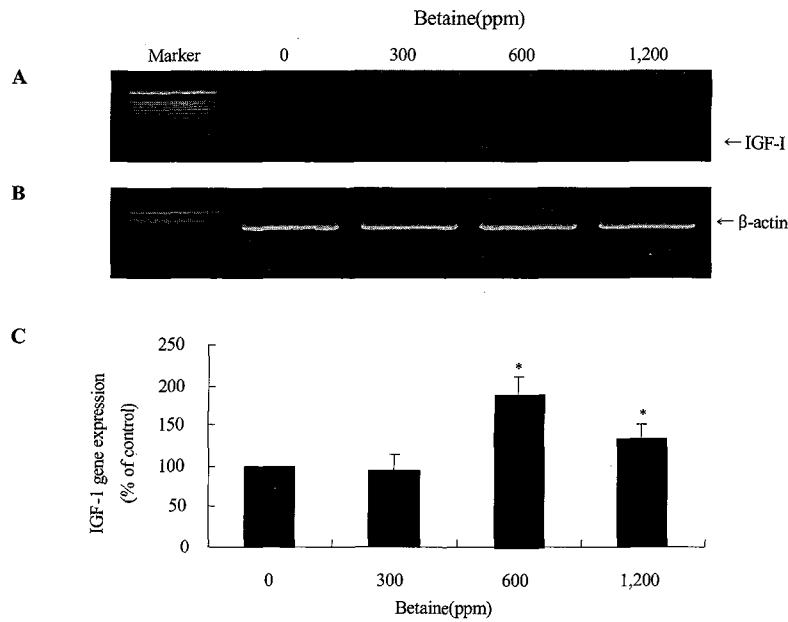 Betaine(ppm)
Marker 0 300 600 1,200
A
← IGF-I
B
← β-actin
C
250
200
150
100
50
0
IGF-1 gene expression
(% of control)
*
*
0 300 600 1,200
Betaine(ppm)